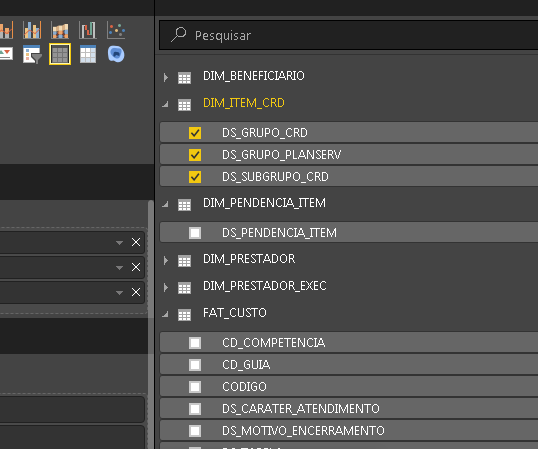 Pesquisar
DIM_BENEFICIARIO
DIM_ITEM_CRD
DS_GRUPO_CRD
DS_GRUPO_PLANSERV
DS_SUBGRUPO_CRD
DIM_PENDENCIA_ITEM
DS_PENDENCIA_ITEM
DIM_PRESTADOR
DIM_PRESTADOR_EXEC
FAT_CUSTO
CD_COMPETENCIA
CD_GUIA
CODIGO
DS_CARATER_ATENDIMENTO
DS_MOTIVO_ENCERRAMENTO